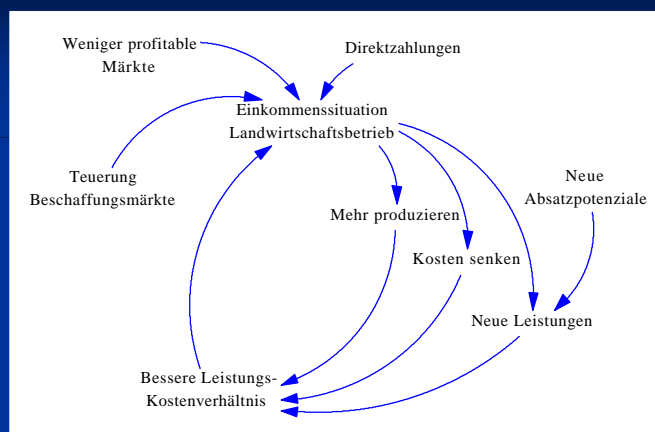 Weniger profitable
Märkte
Direktzahlungen
Einkommenssituation
Landwirtschaftsbetrieb
Teuerung
Beschaffungsmärkte
Neue
Absatzpotenziale
Mehr produzieren
Kosten senken
Neue Leistungen
Bessere Leistungs-
Kostenverhältnis